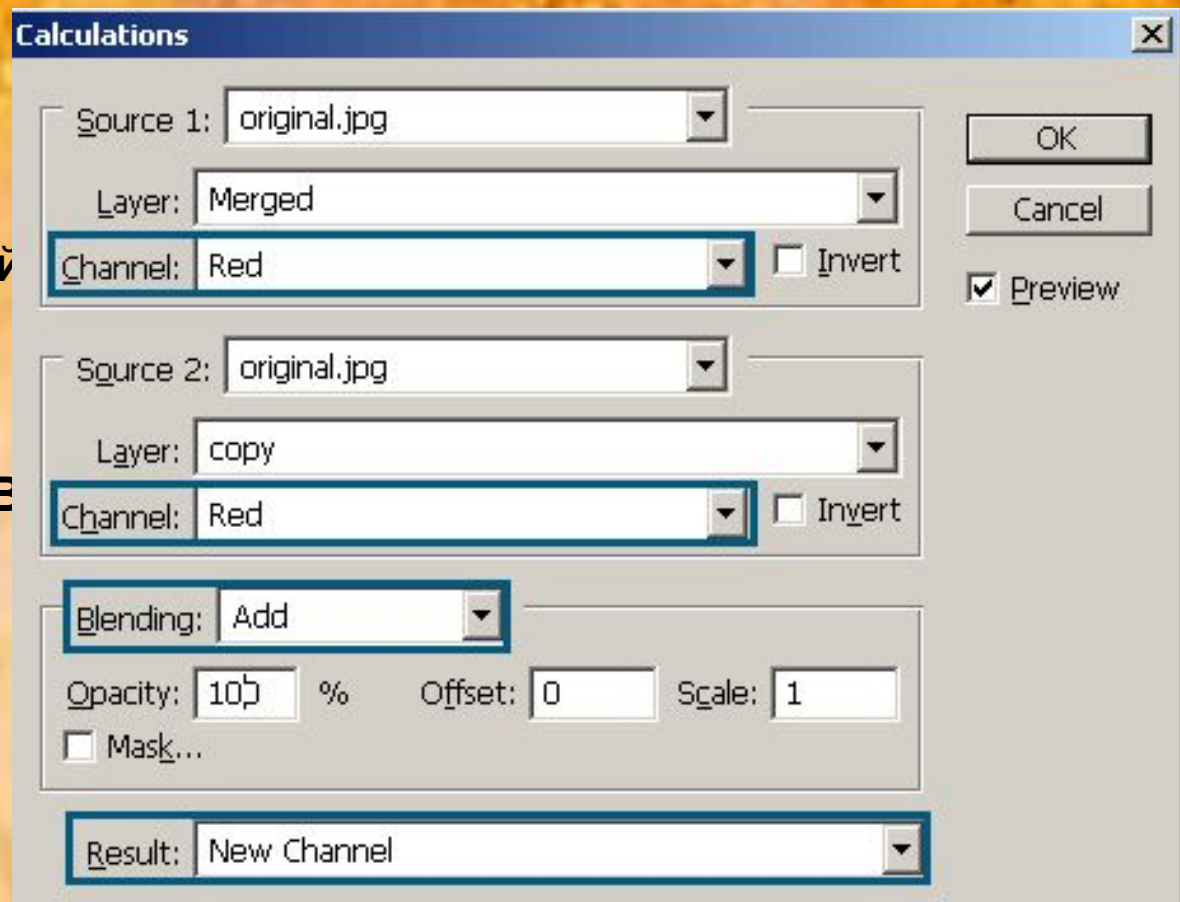 Calculations
Source 1: original.jpg
OK
Layer: Merged
Cancel
й
Channel: Red
Invert
Preview
Source 2: original.jpg
Layer: copy
В
Channel: Red
Invert
Blending: Add
Opacity: 100 % Offset: 0 Scale: 1
Mask...
Result: New Channel